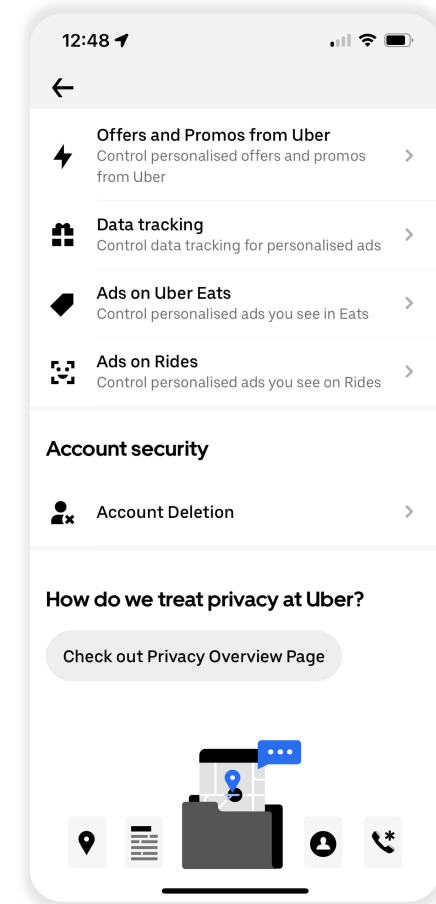 12:48
Offers and Promos from Uber
Control personalised offers and promos
from Uber
Data tracking
Control data tracking for personalised ads
Ads on Uber Eats
Control personalised ads you see in Eats
Ads on Rides
Control personalised ads you see on Rides
Account security
Account Deletion
How do we treat privacy at Uber?
Check out Privacy Overview Page